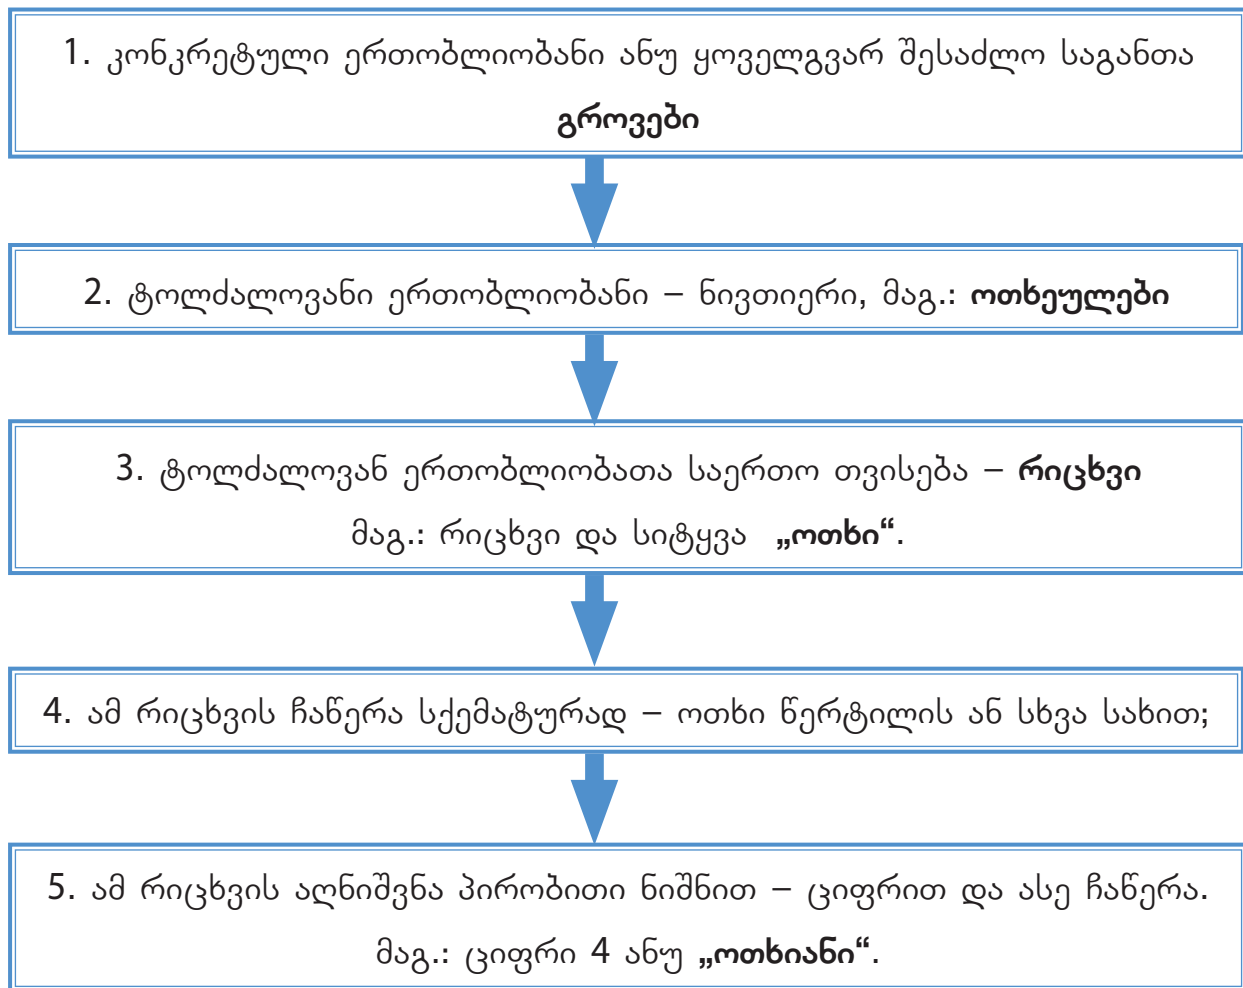 1. კონკრეტული ერთობლიობანი ანუ ყოველგვარ შესაძლო საგანთა
გროვები
2. ტოლძალოვანი ერთობლიობანი – ნივთიერი, მაგ.: ოთხეულები
3. ტოლძალოვან ერთობლიობათა საერთო თვისება – რიცხვი
მაგ.: რიცხვი და სიტყვა „ოთხი“.
4. ამ რიცხვის ჩაწერა სქემატურად – ოთხი წერტილის ან სხვა სახით;
5. ამ რიცხვის აღნიშვნა პირობითი ნიშნით – ციფრით და ასე ჩაწერა.
მაგ.: ციფრი 4 ანუ „ოთხიანი“.